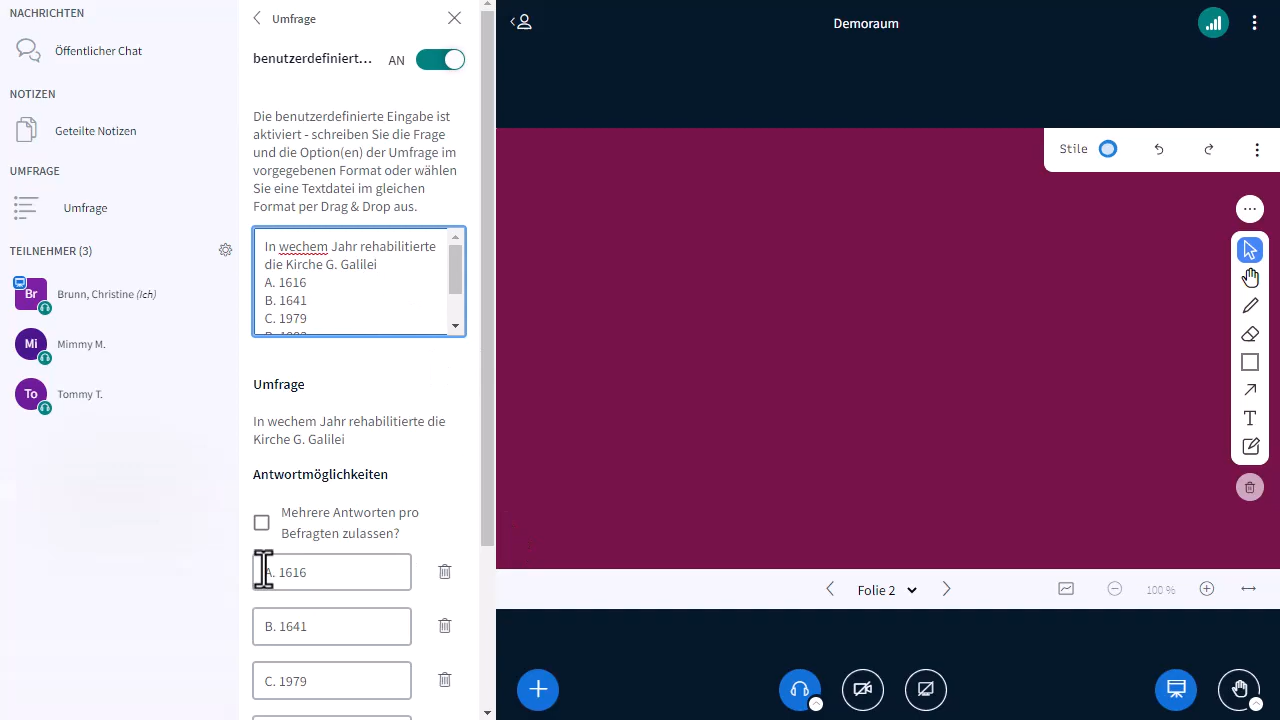 NACHRICHTEN
Öffentlicher Chat
NOTIZEN
Geteilte Notizen
UMFRAGE
Umfrage
TEILNEHMER (3)
Br
Brunn, Christine (Ich)
Mi
Mimmy M.
To
Tommy T.
Umfrage
benutzerdefiniert...
AN
Die benutzerdefinierte Eingabe ist
aktiviert - schreiben Sie die Frage
und die Option(en) der Umfrage im
vorgegebenen Format oder wählen
Sie eine Textdatei im gleichen
Format per Drag & Drop aus.
In wechem Jahr rehabilitierte
die Kirche G. Galilei
A. 1616
B. 1641
C. 1979
Umfrage
In wechem Jahr rehabilitierte die
Kirche G. Galilei
Antwortmöglichkeiten
Mehrere Antworten pro
Befragten zulassen?
A. 1616
B. 1641
C. 1979
Demoraum
Stile
Folie 2
100 %